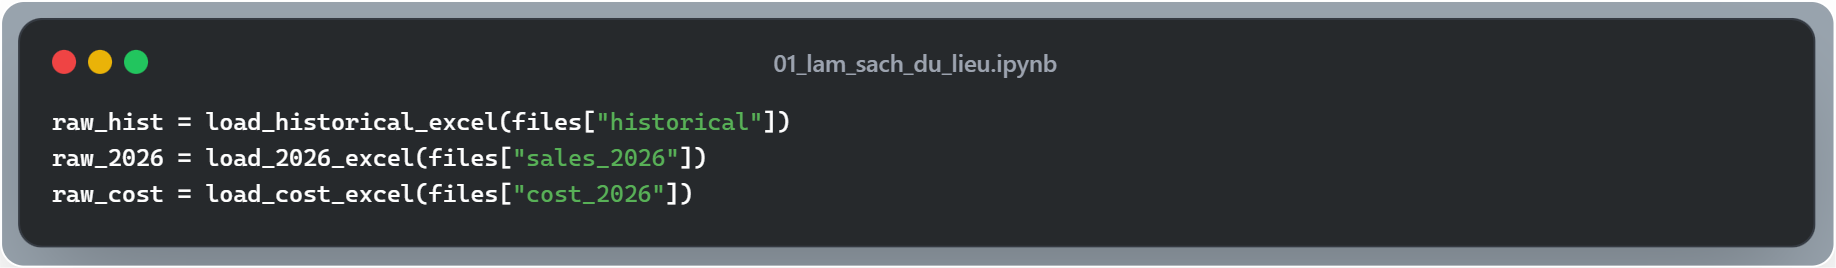 01_lam_sach_du_lieu.ipynb
raw_hist = load_historical_excel(files["historical"])
raw_2026 = load_2026_excel(files["sales_2026"])
raw_cost = load_cost_excel(files["cost_2026"])